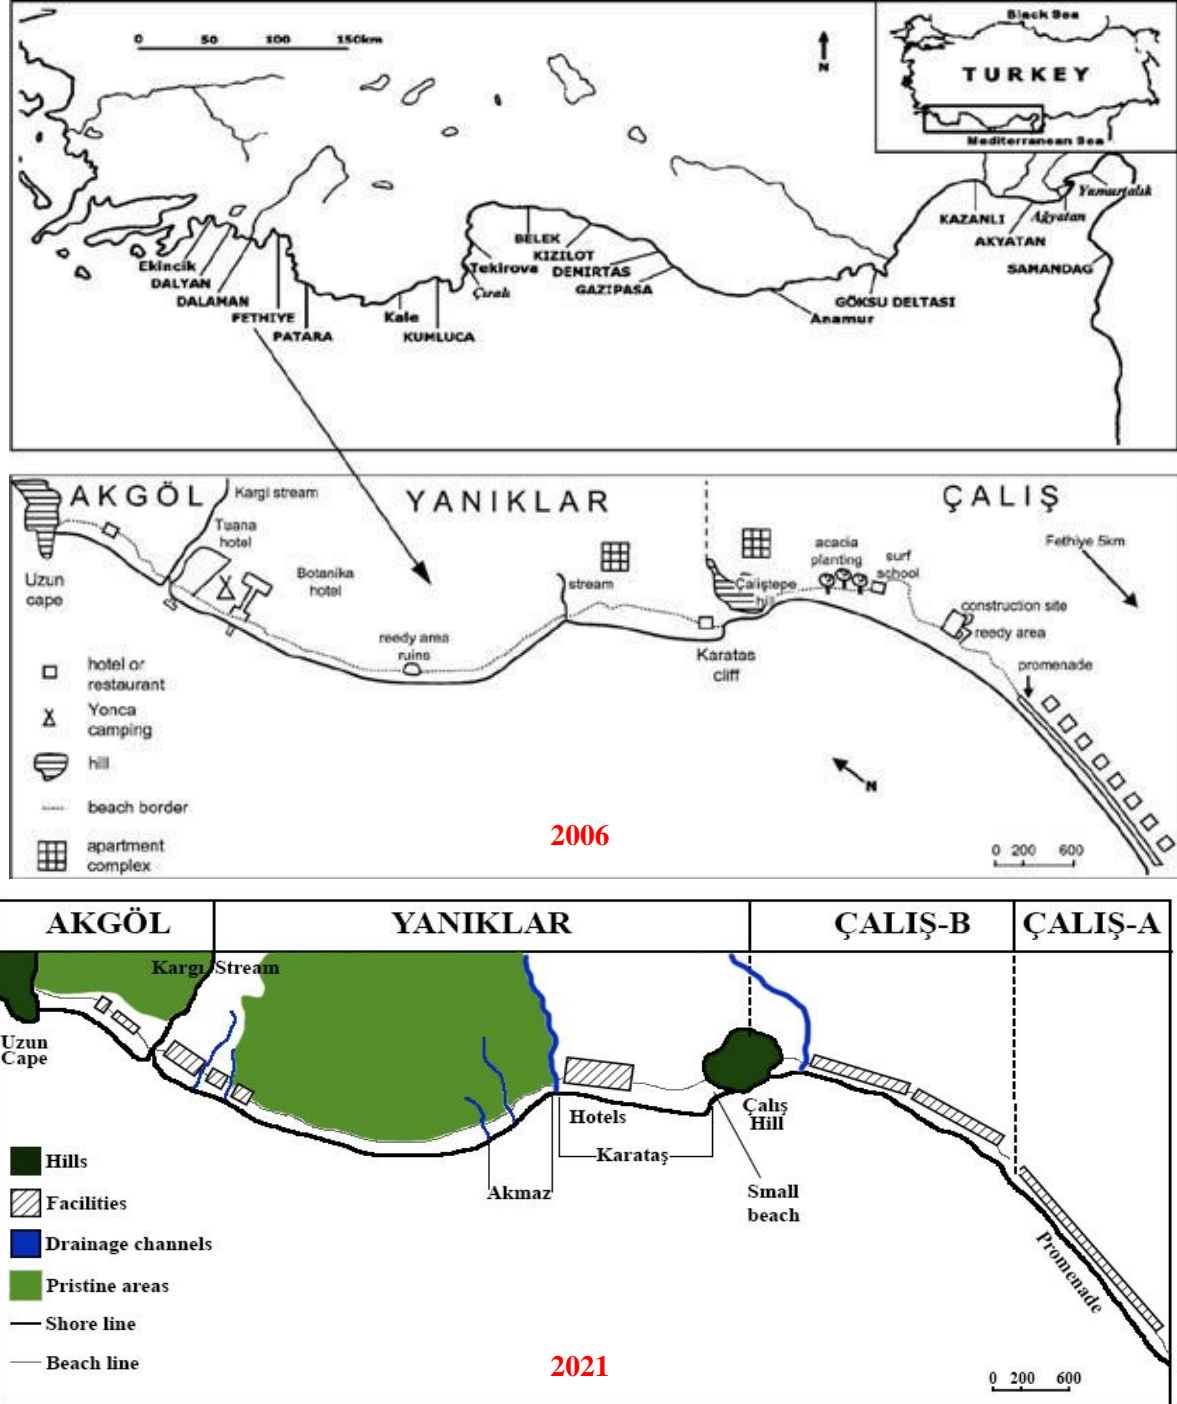 Black Sea
0 50 100 150km
N
TURKEY
Mediterranean Sea
Yumurtalık
KAZANLI
Ağyatan
AKYATAN
SAMANDAG
BELEK
KIZILOT
DEMIRTAS
GAZIPASA
Tekirova
Çıralı
Ekincik
DALYAN
DALAMAN
FETHIYE
PATARA
Kale
KUMLUCA
GÖKSU DELTASI
Anamur
AKGÖL
YANIKLAR
ÇALIŞ
Kargi stream
Tuana
hotel
Botanika
hotel
Uzun
cape
stream
reedy area
ruins
Çaliştepe
hill
Karatas
cliff
acacia
planting
surf
school
Fethiye 5km
construction site
reedy area
promenade
hotel or
restaurant
Yonca
camping
hill
beach border
apartment
complex
N
2006
0 200 600
AKGÖL
YANIKLAR
ÇALIŞ-B
ÇALIŞ-A
Kargı Stream
Uzun
Cape
Hotels
Karataş
Akmaz
Çalış
Hill
Small
beach
Promenade
Hills
Facilities
Drainage channels
Pristine areas
Shore line
Beach line
2021
0 200 600